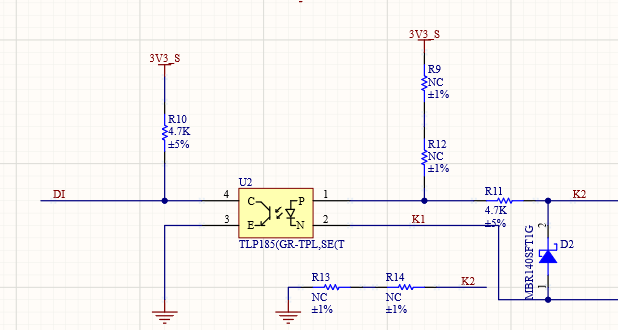 3V3_S
3V3_S
R9
NC
±1%
R10
4.7K
±5%
R12
NC
±1%
U2
DI
4
C
P
1
R11
4.7K
±5%
K2
3
E
N
2
K1
TLP185(GR-TPL,SE(T
2
D2
1
MBR140SFT1G
R13
NC
±1%
R14
NC
±1%
K2